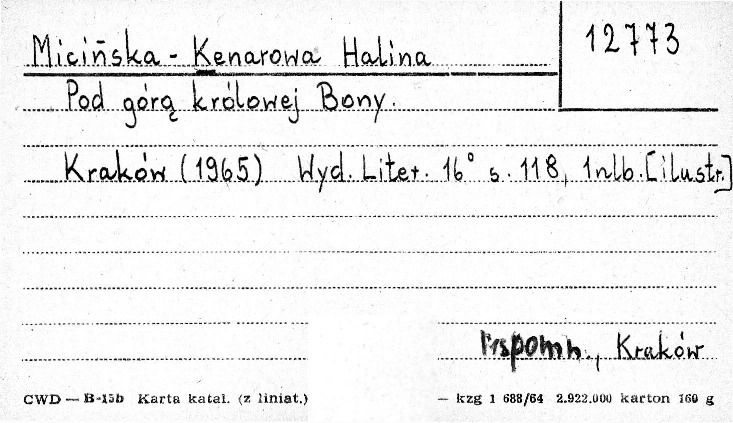 Micińska-Kenarowa Halina
12773
Pod górą królowej Bony.
Kraków (1965) Wyd. Liter. 16° s. 118, 1nlb. [ilustr.]
Wspomn., Kraków
CWD — B-15b Karta katal. (z liniat.)
— kzg 1 688/64 2.922.000 karton 160 g